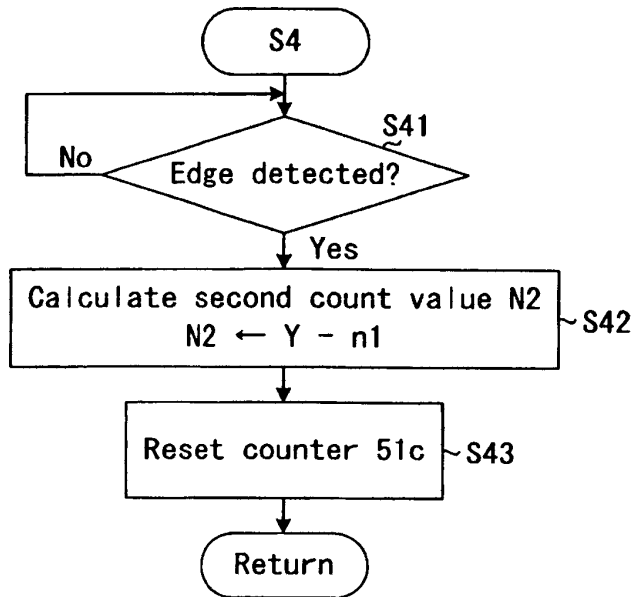 S4
S41
No
Edge detected?
Yes
Calculate second count value N2
N2 ← Y − n1
S42
Reset counter 51c
S43
Return